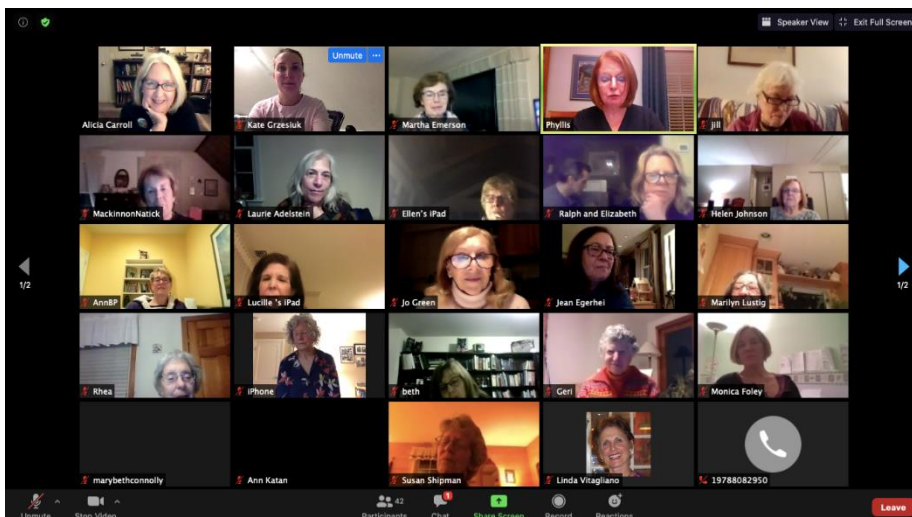 Speaker View
Exit Full Screen
Unmute
Alicia Carroll
Kate Grzesiuk
Martha Emerson
Phyllis
jill
MackinnonNatick
Laurie Adelstein
Ellen's iPad
Ralph and Elizabeth
Helen Johnson
1/2
1/2
AnnBP
Lucille 's iPad
Jo Green
Jean Egerhei
Marilyn Lustig
Rhea
iPhone
beth
Geri
Monica Foley
marybethconnolly
Ann Katan
Susan Shipman
Linda Vitagliano
19788082950
42
1
Unmute
Stop Video
Participants
Chat
Share Screen
Record
Reactions
Leave